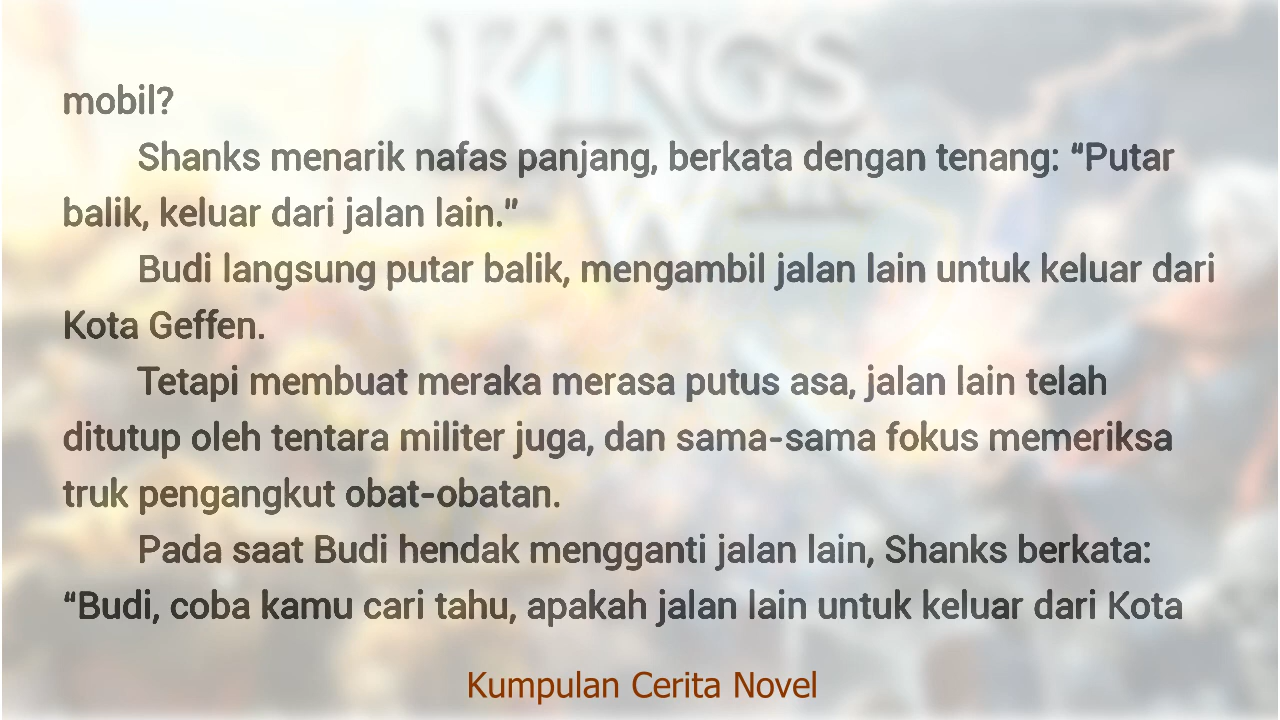 KINGS
W
mobil?
Shanks menarik nafas panjang, berkata dengan tenang: “Putar
balik, keluar dari jalan lain.”
Budi langsung putar balik, mengambil jalan lain untuk keluar dari
Kota Geffen.
Tetapi membuat meraka merasa putus asa, jalan lain telah
ditutup oleh tentara militer juga, dan sama-sama fokus memeriksa
truk pengangkut obat-obatan.
Pada saat Budi hendak mengganti jalan lain, Shanks berkata:
“Budi, coba kamu cari tahu, apakah jalan lain untuk keluar dari Kota
Kumpulan Cerita Novel